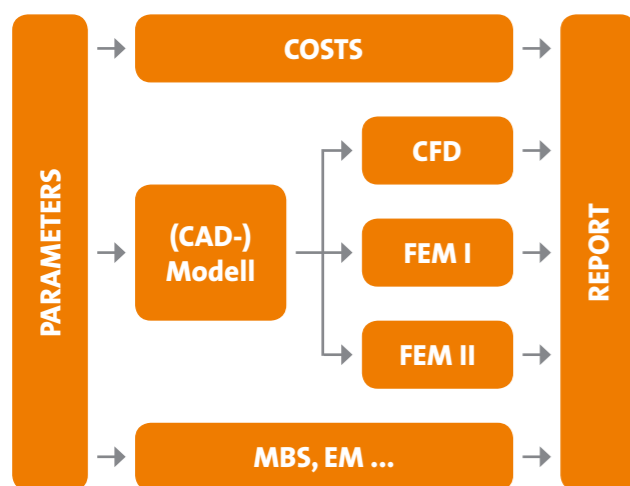 PARAMETERS
COSTS
(CAD-)
Modell
CFD
FEM I
FEM II
MBS, EM ...
REPORT